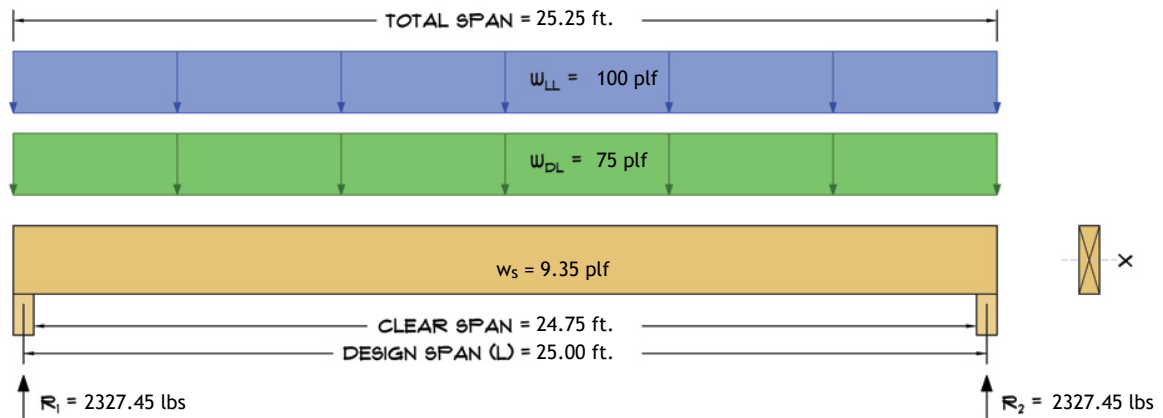 TOTAL SPAN = 25.25 ft.
WLL = 100 plf
WDL = 75 plf
ws = 9.35 plf
X
CLEAR SPAN = 24.75 ft.
DESIGN SPAN (L) = 25.00 ft.
R1 = 2327.45 lbs
R2 = 2327.45 lbs